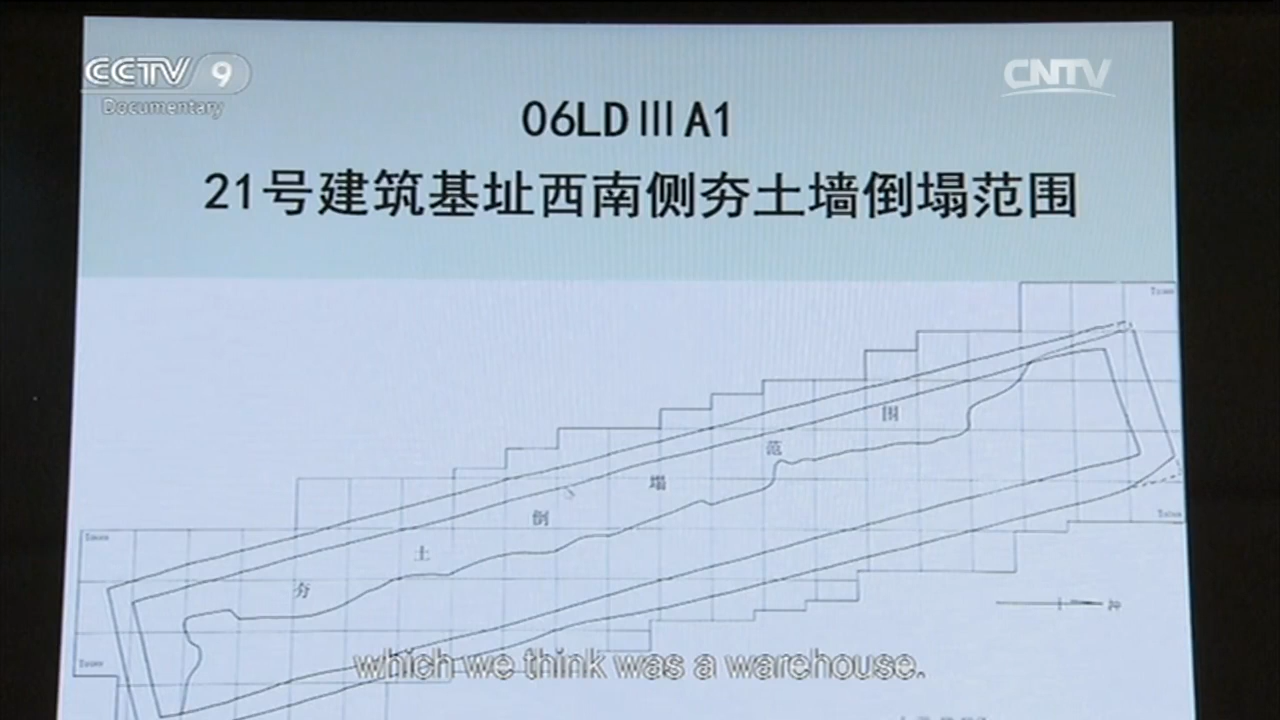 CCTV 9
Documentary
CNTV
06LDⅢA1
21号建筑基址西南侧夯土墙倒塌范围
夯 土 倒 塌 范 围
which we think was a warehouse.